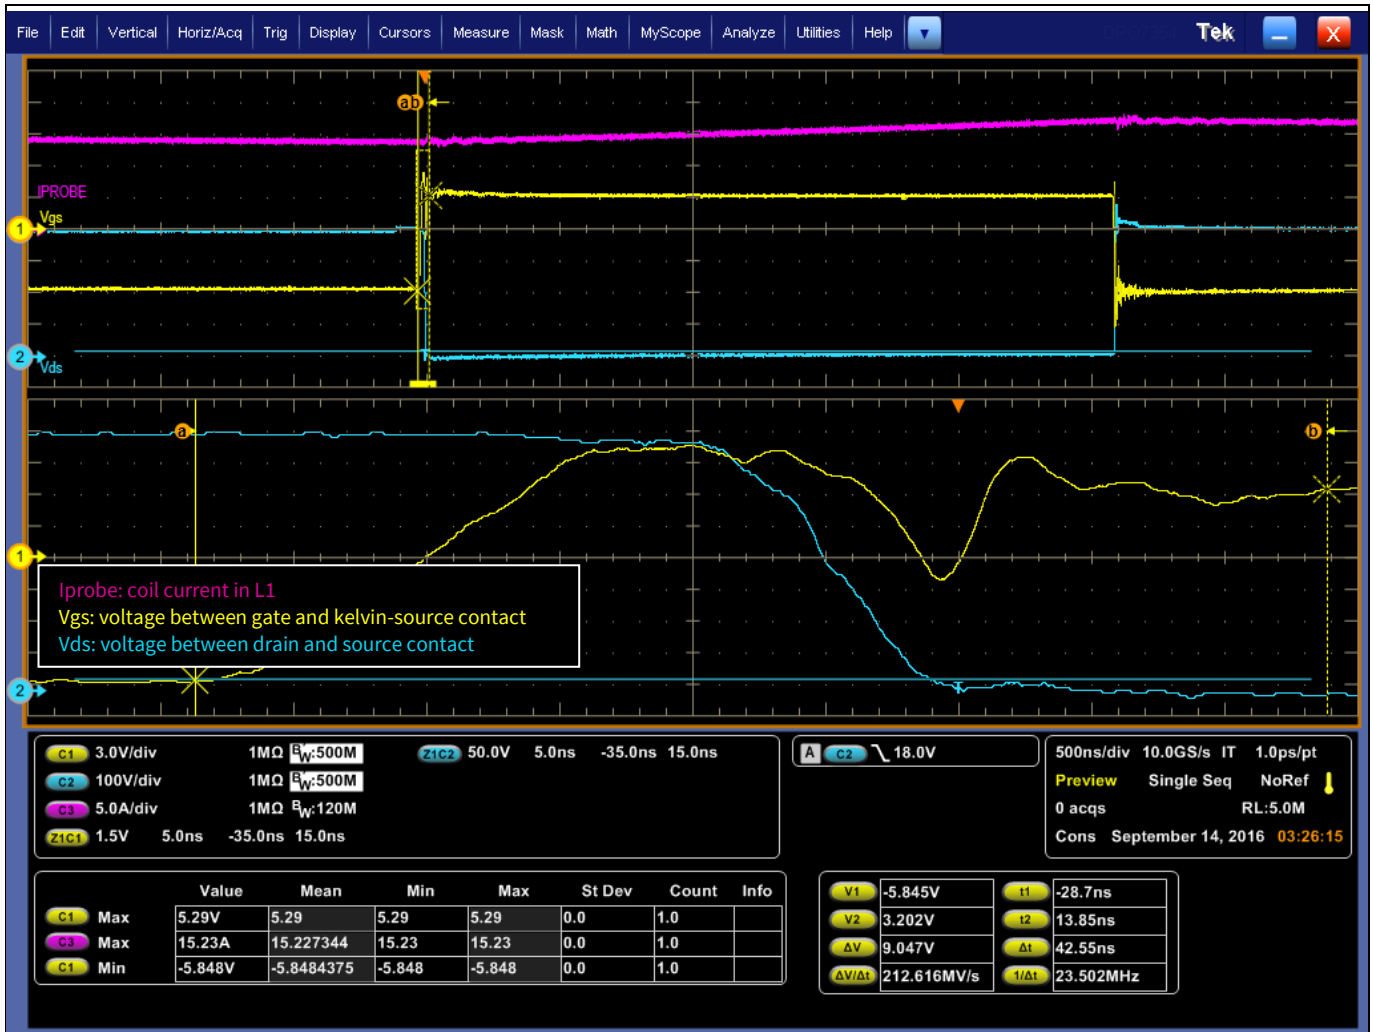 File Edit Vertical Horiz/Acq Trig Display Cursors Measure Mask Math MyScope Analyze Utilities Help Tek X
a b
IPROBE
Vgs
1
2
Vds
a b
1
Iprobe: coil current in L1
Vgs: voltage between gate and kelvin-source contact
Vds: voltage between drain and source contact
2
C1 3.0V/div 1MΩ BW:500M Z1C2 50.0V 5.0ns -35.0ns 15.0ns A C2 18.0V 500ns/div 10.0GS/s IT 1.0ps/pt
C2 100V/div 1MΩ BW:500M Preview Single Seq NoRef
C3 5.0A/div 1MΩ BW:120M 0 acqs RL:5.0M
Z1C1 1.5V 5.0ns -35.0ns 15.0ns Cons September 14, 2016 03:26:15
Value Mean Min Max St Dev Count Info
C1 Max 5.29V 5.29 5.29 5.29 0.0 1.0
C3 Max 15.23A 15.227344 15.23 15.23 0.0 1.0
C1 Min -5.848V -5.8484375 -5.848 -5.848 0.0 1.0
V1 -5.845V t1 -28.7ns
V2 3.202V t2 13.85ns
ΔV 9.047V Δt 42.55ns
ΔV/Δt 212.616MV/s 1/Δt 23.502MHz